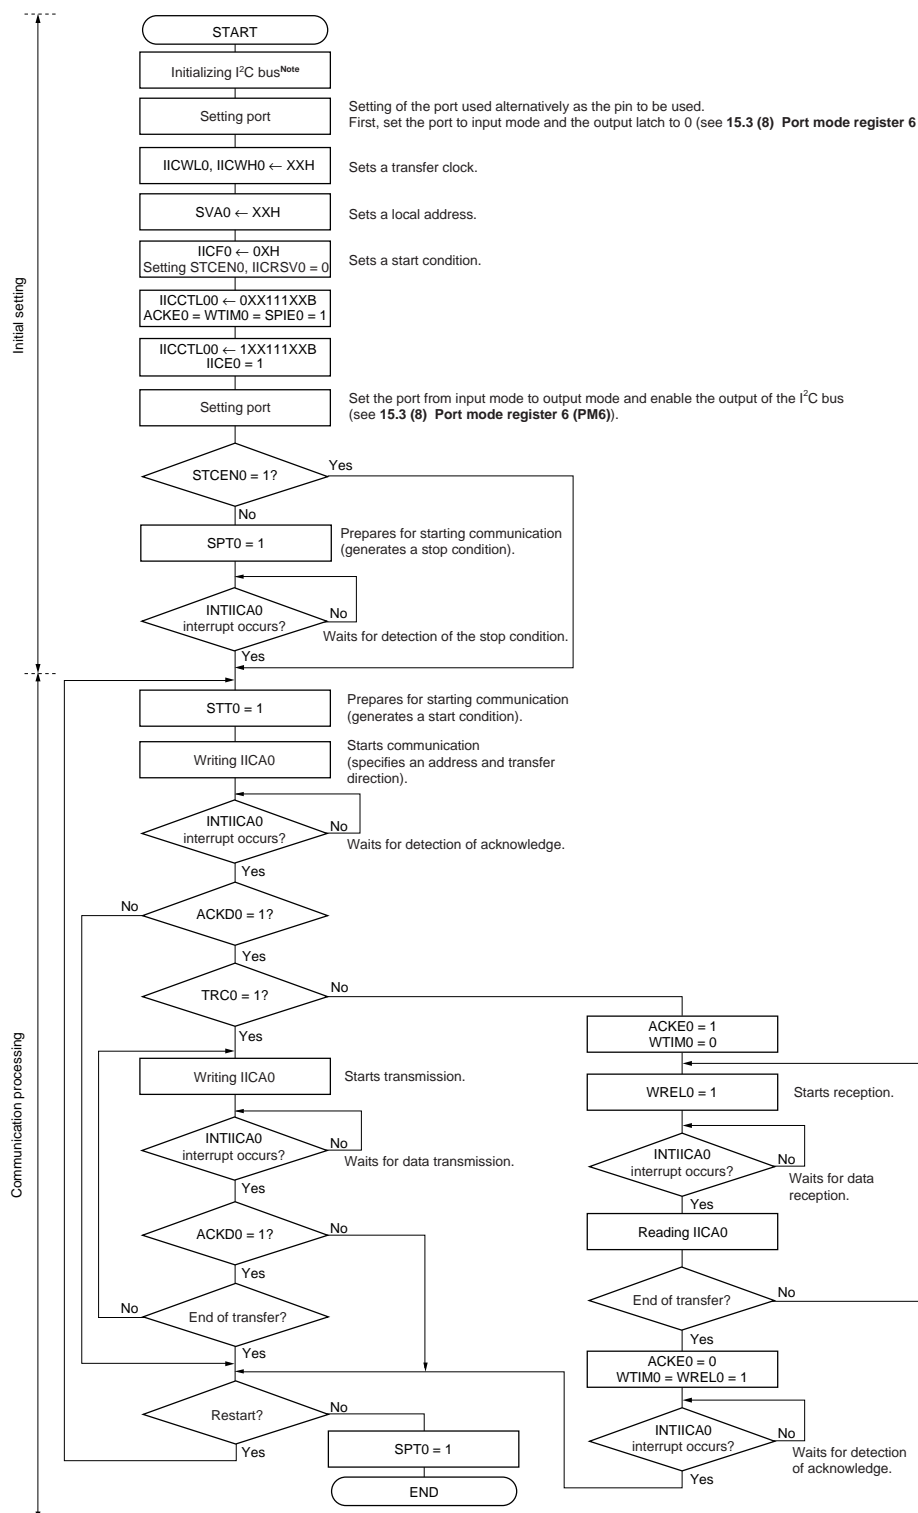 START
Initializing I²C bus^Note
Setting port
Setting of the port used alternatively as the pin to be used.
First, set the port to input mode and the output latch to 0 (see 15.3 (8) Port mode register 6
IICWL0, IICWH0 ← XXH
Sets a transfer clock.
SVA0 ← XXH
Sets a local address.
IICF0 ← 0XH
Setting STCEN0, IICRSV0 = 0
Sets a start condition.
IICCTL00 ← 0XX111XXB
ACKE0 = WTIM0 = SPIE0 = 1
IICCTL00 ← 1XX111XXB
IICE0 = 1
Setting port
Set the port from input mode to output mode and enable the output of the I²C bus
(see 15.3 (8) Port mode register 6 (PM6)).
Initial setting
STCEN0 = 1?
Yes
No
SPT0 = 1
Prepares for starting communication
(generates a stop condition).
INTIICA0
interrupt occurs?
No
Waits for detection of the stop condition.
Yes
STT0 = 1
Prepares for starting communication
(generates a start condition).
Writing IICA0
Starts communication
(specifies an address and transfer
direction).
INTIICA0
interrupt occurs?
No
Waits for detection of acknowledge.
Yes
No
ACKD0 = 1?
Yes
TRC0 = 1?
No
Yes
Communication processing
Writing IICA0
Starts transmission.
INTIICA0
interrupt occurs?
No
Waits for data transmission.
Yes
ACKD0 = 1?
No
Yes
No
End of transfer?
Yes
Restart?
No
Yes
SPT0 = 1
END
ACKE0 = 1
WTIM0 = 0
WREL0 = 1
Starts reception.
INTIICA0
interrupt occurs?
No
Waits for data
reception.
Yes
Reading IICA0
End of transfer?
No
Yes
ACKE0 = 0
WTIM0 = WREL0 = 1
INTIICA0
interrupt occurs?
No
Waits for detection
of acknowledge.
Yes